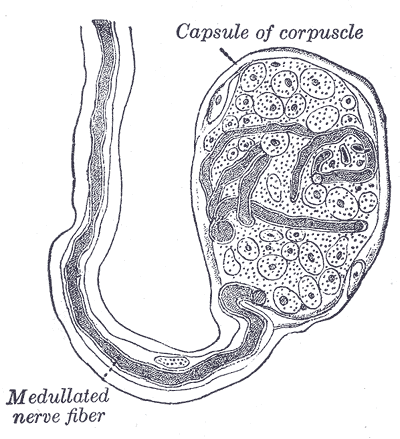 Capsule of corpuscle
Medullated
nerve fiber